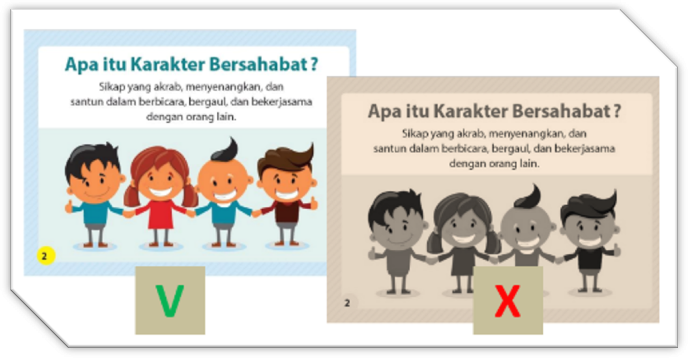 Apa itu Karakter Bersahabat ?
Sikap yang akrab, menyenangkan, dan
santun dalam berbicara, bergaul, dan bekerjasama
dengan orang lain.
2
V
Apa itu Karakter Bersahabat ?
Sikap yang akrab, menyenangkan, dan
santun dalam berbicara, bergaul, dan bekerjasama
dengan orang lain.
2
X